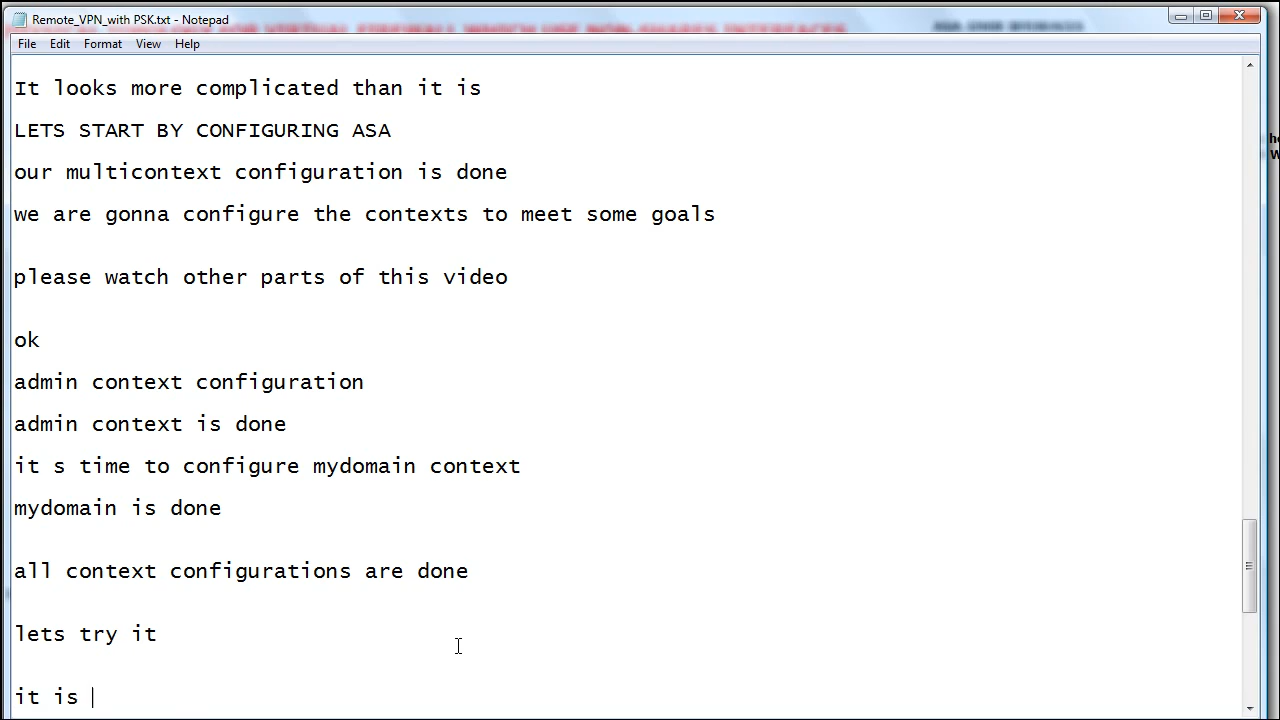 Remote_VPN_with PSK.txt - Notepad
File Edit Format View Help
It looks more complicated than it is
LETS START BY CONFIGURING ASA
our multicontext configuration is done
we are gonna configure the contexts to meet some goals
please watch other parts of this video
ok
admin context configuration
admin context is done
it s time to configure mydomain context
mydomain is done
all context configurations are done
lets try it
it is